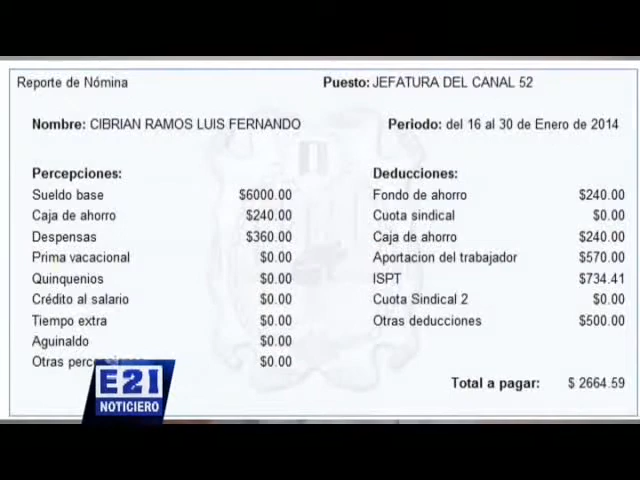 Reporte de Nómina Puesto: JEFATURA DEL CANAL 52
Nombre: CIBRIAN RAMOS LUIS FERNANDO Periodo: del 16 al 30 de Enero de 2014
Percepciones: Deducciones:
Sueldo base $6000.00 Fondo de ahorro $240.00
Caja de ahorro $240.00 Cuota sindical $0.00
Despensas $360.00 Caja de ahorro $240.00
Prima vacacional $0.00 Aportacion del trabajador $570.00
Quinquenios $0.00 ISPT $734.41
Crédito al salario $0.00 Cuota Sindical 2 $0.00
Tiempo extra $0.00 Otras deducciones $500.00
Aguinaldo $0.00
Otras $0.00
Total a pagar: $ 2664.59
E21
NOTICIERO